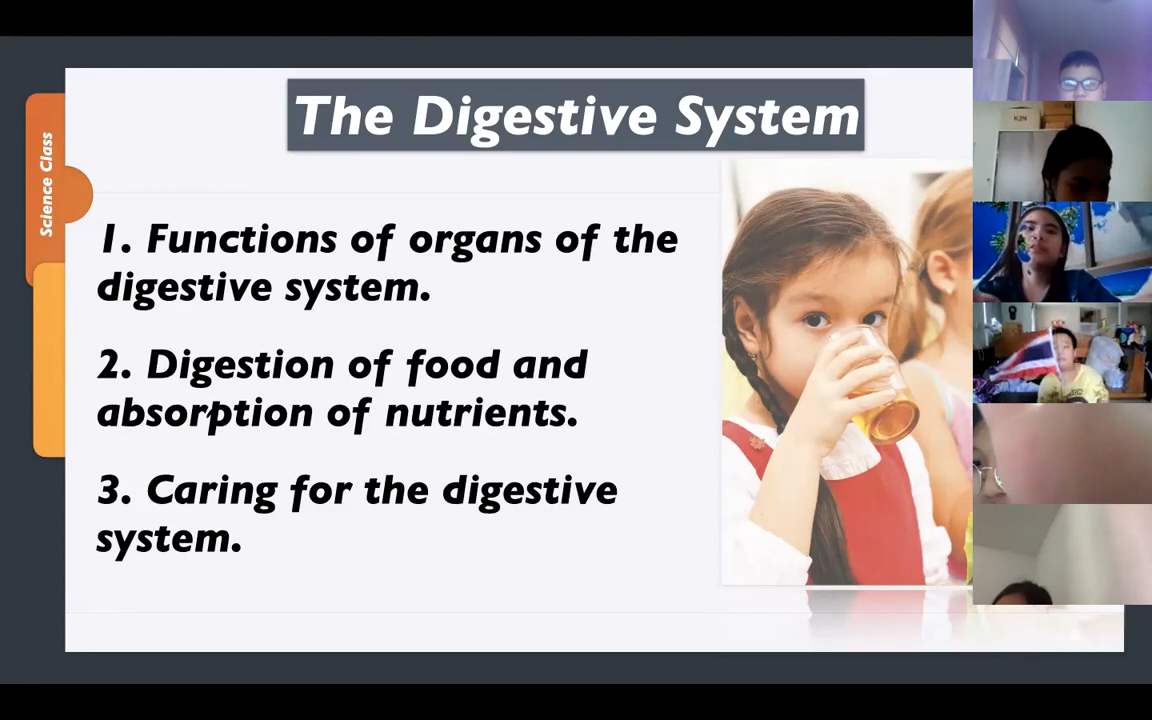 The Digestive System
Science Class
1. Functions of organs of the
digestive system.
2. Digestion of food and
absorption of nutrients.
3. Caring for the digestive
system.
K2N